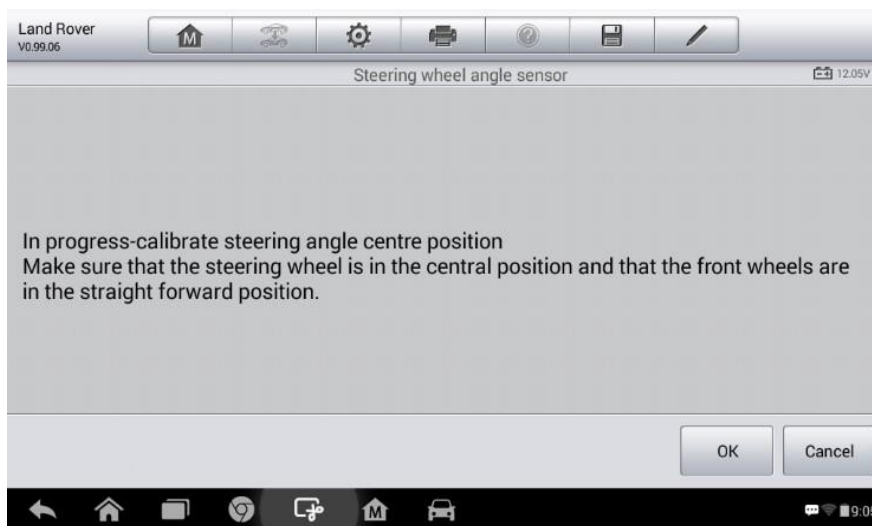 Land Rover
V0.99.06
M
Steering wheel angle sensor
12.05V
In progress-calibrate steering angle centre position
Make sure that the steering wheel is in the central position and that the front wheels are
in the straight forward position.
OK
Cancel
M